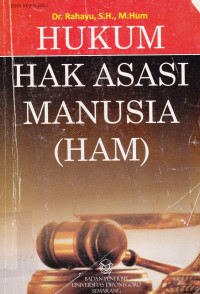 Dr. Rahayu, S.H., M.Hum
HUKUM
HAK ASASI
MANUSIA
(HAM)
BADAN PENERBIT
UNIVERSITAS DIPONEGORO
SEMARANG